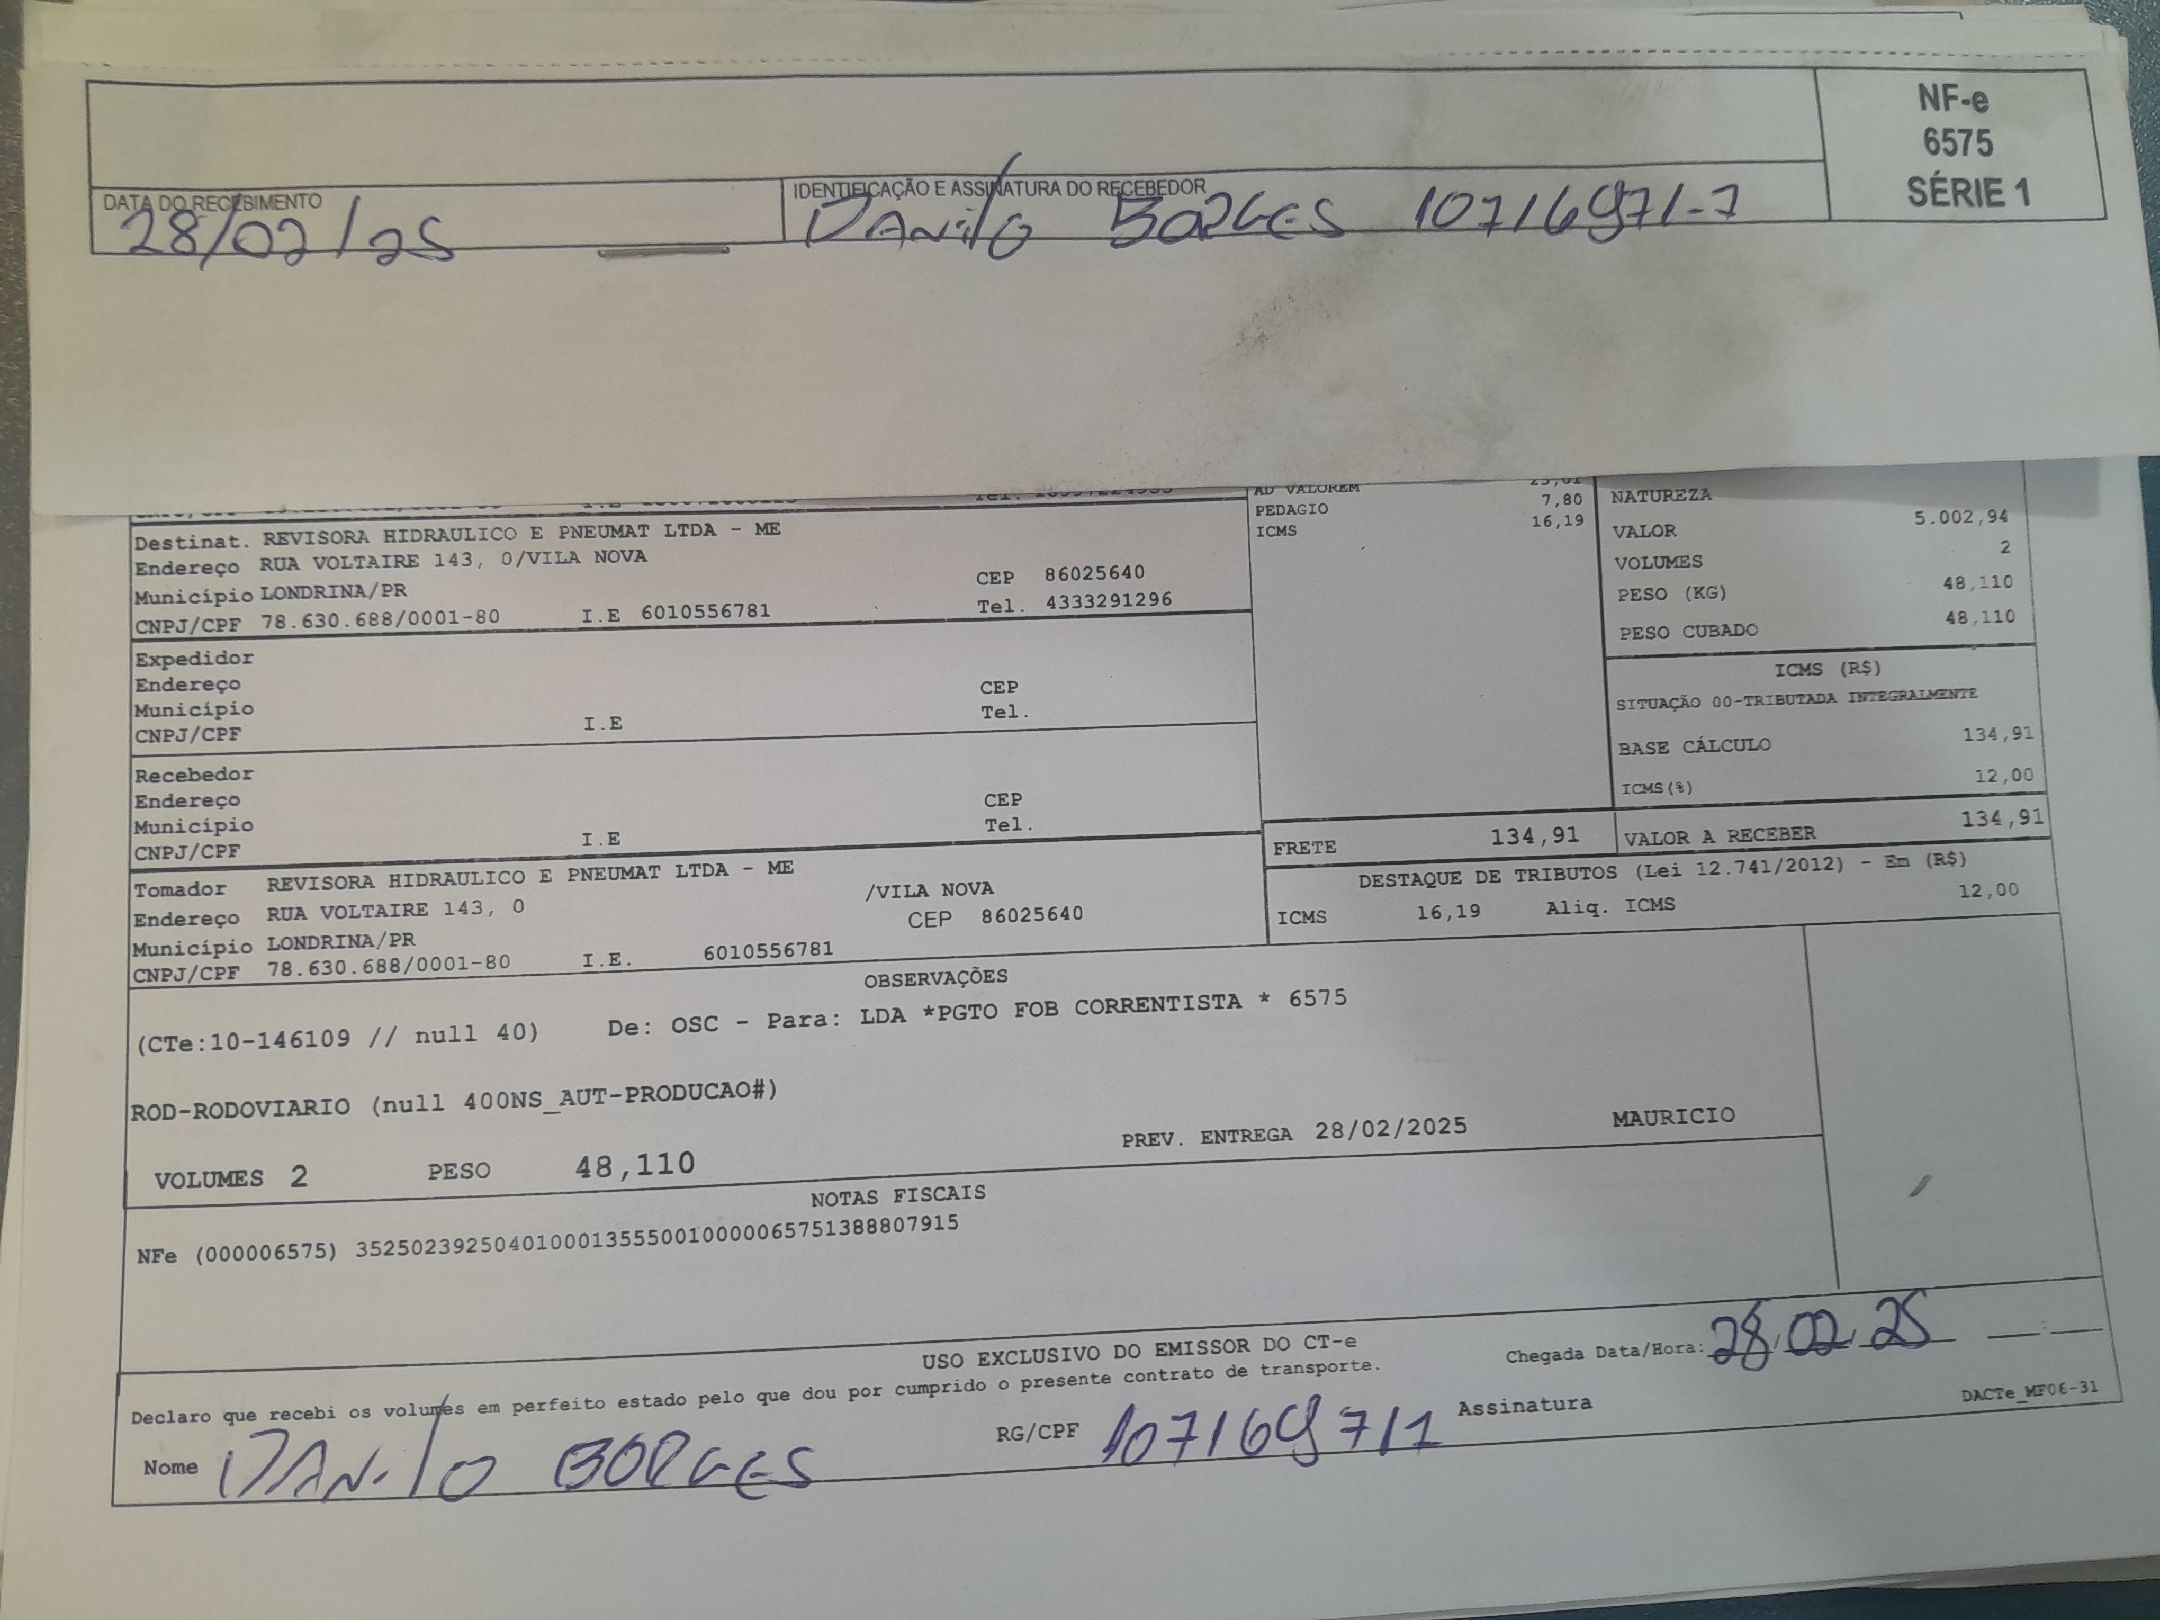 NF-e
6575
SÉRIE 1
DATA DO RECEBIMENTO
28/02/25
IDENTIFICAÇÃO E ASSINATURA DO RECEBEDOR
DANilO BORGES 10716971-7
AD VALOREM
PEDAGIO 7,80
ICMS 16,19
NATUREZA
VALOR 5.002,94
VOLUMES 2
PESO (KG) 48,110
PESO CUBADO 48,110
Destinat. REVISORA HIDRAULICO E PNEUMAT LTDA - ME
Endereço RUA VOLTAIRE 143, 0/VILA NOVA
Município LONDRINA/PR CEP 86025640
CNPJ/CPF 78.630.688/0001-80 I.E 6010556781 Tel. 4333291296
Expedidor
Endereço CEP
Município Tel.
CNPJ/CPF I.E
Recebedor
Endereço CEP
Município Tel.
CNPJ/CPF I.E
ICMS (R$)
SITUAÇÃO 00-TRIBUTADA INTEGRALMENTE
BASE CÁLCULO 134,91
ICMS(%) 12,00
FRETE 134,91 VALOR A RECEBER 134,91
DESTAQUE DE TRIBUTOS (Lei 12.741/2012) - Em (R$)
ICMS 16,19 Aliq. ICMS 12,00
Tomador REVISORA HIDRAULICO E PNEUMAT LTDA - ME
Endereço RUA VOLTAIRE 143, 0 /VILA NOVA
Município LONDRINA/PR CEP 86025640
CNPJ/CPF 78.630.688/0001-80 I.E. 6010556781
OBSERVAÇÕES
(CTe:10-146109 // null 40) De: OSC - Para: LDA *PGTO FOB CORRENTISTA * 6575
ROD-RODOVIARIO (null 400NS_AUT-PRODUCAO#)
PREV. ENTREGA 28/02/2025 MAURICIO
VOLUMES 2 PESO 48,110
NOTAS FISCAIS
NFe (000006575) 35250239250401000135550010000065751388807915
USO EXCLUSIVO DO EMISSOR DO CT-e
Chegada Data/Hora: 28/02/25 __:__
Declaro que recebi os volumes em perfeito estado pelo que dou por cumprido o presente contrato de transporte.
Nome DANilO BORGES RG/CPF 107169717 Assinatura
DACTe_MF06-31